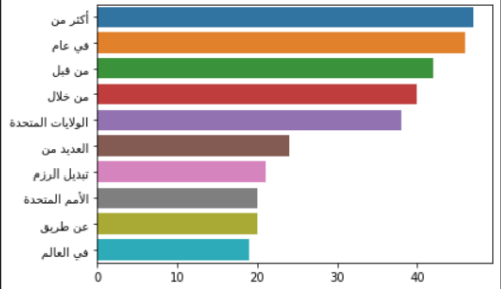 أكثر من
في عام
من قبل
من خلال
الولايات المتحدة
العديد من
تبديل الرزم
الأمم المتحدة
عن طريق
في العالم
0 10 20 30 40